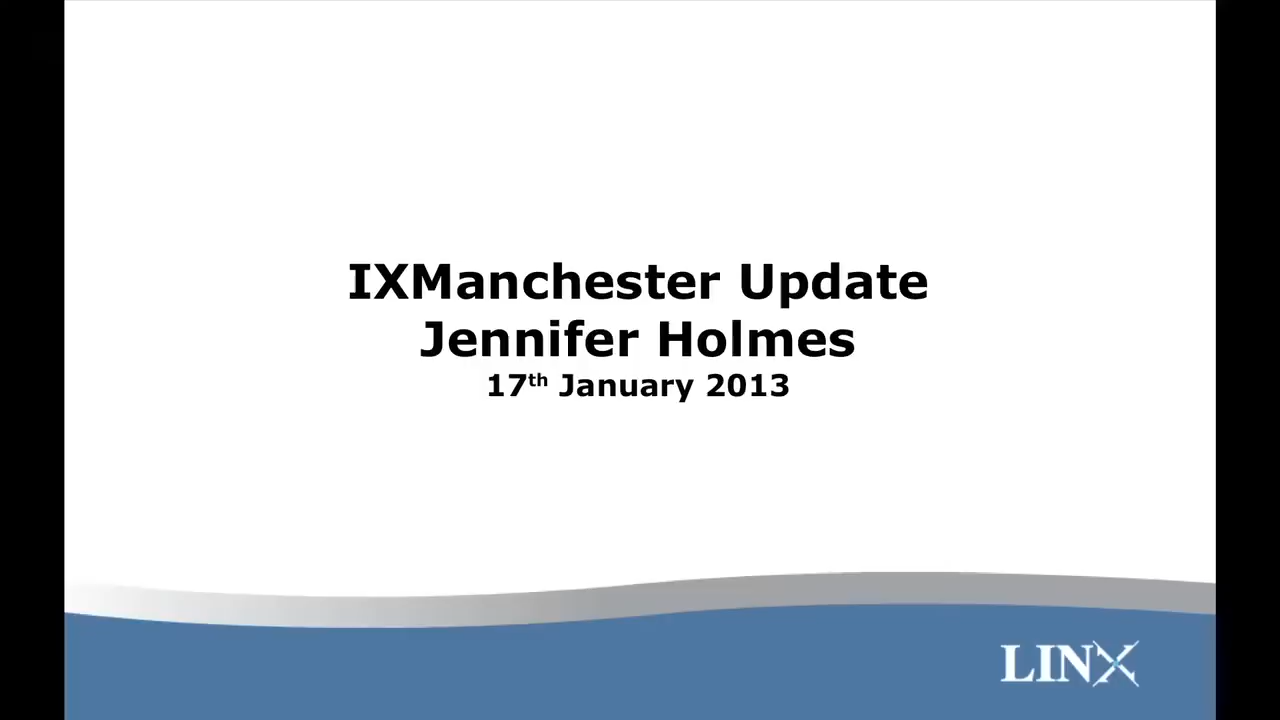 IXManchester Update
Jennifer Holmes
17th January 2013
LINX